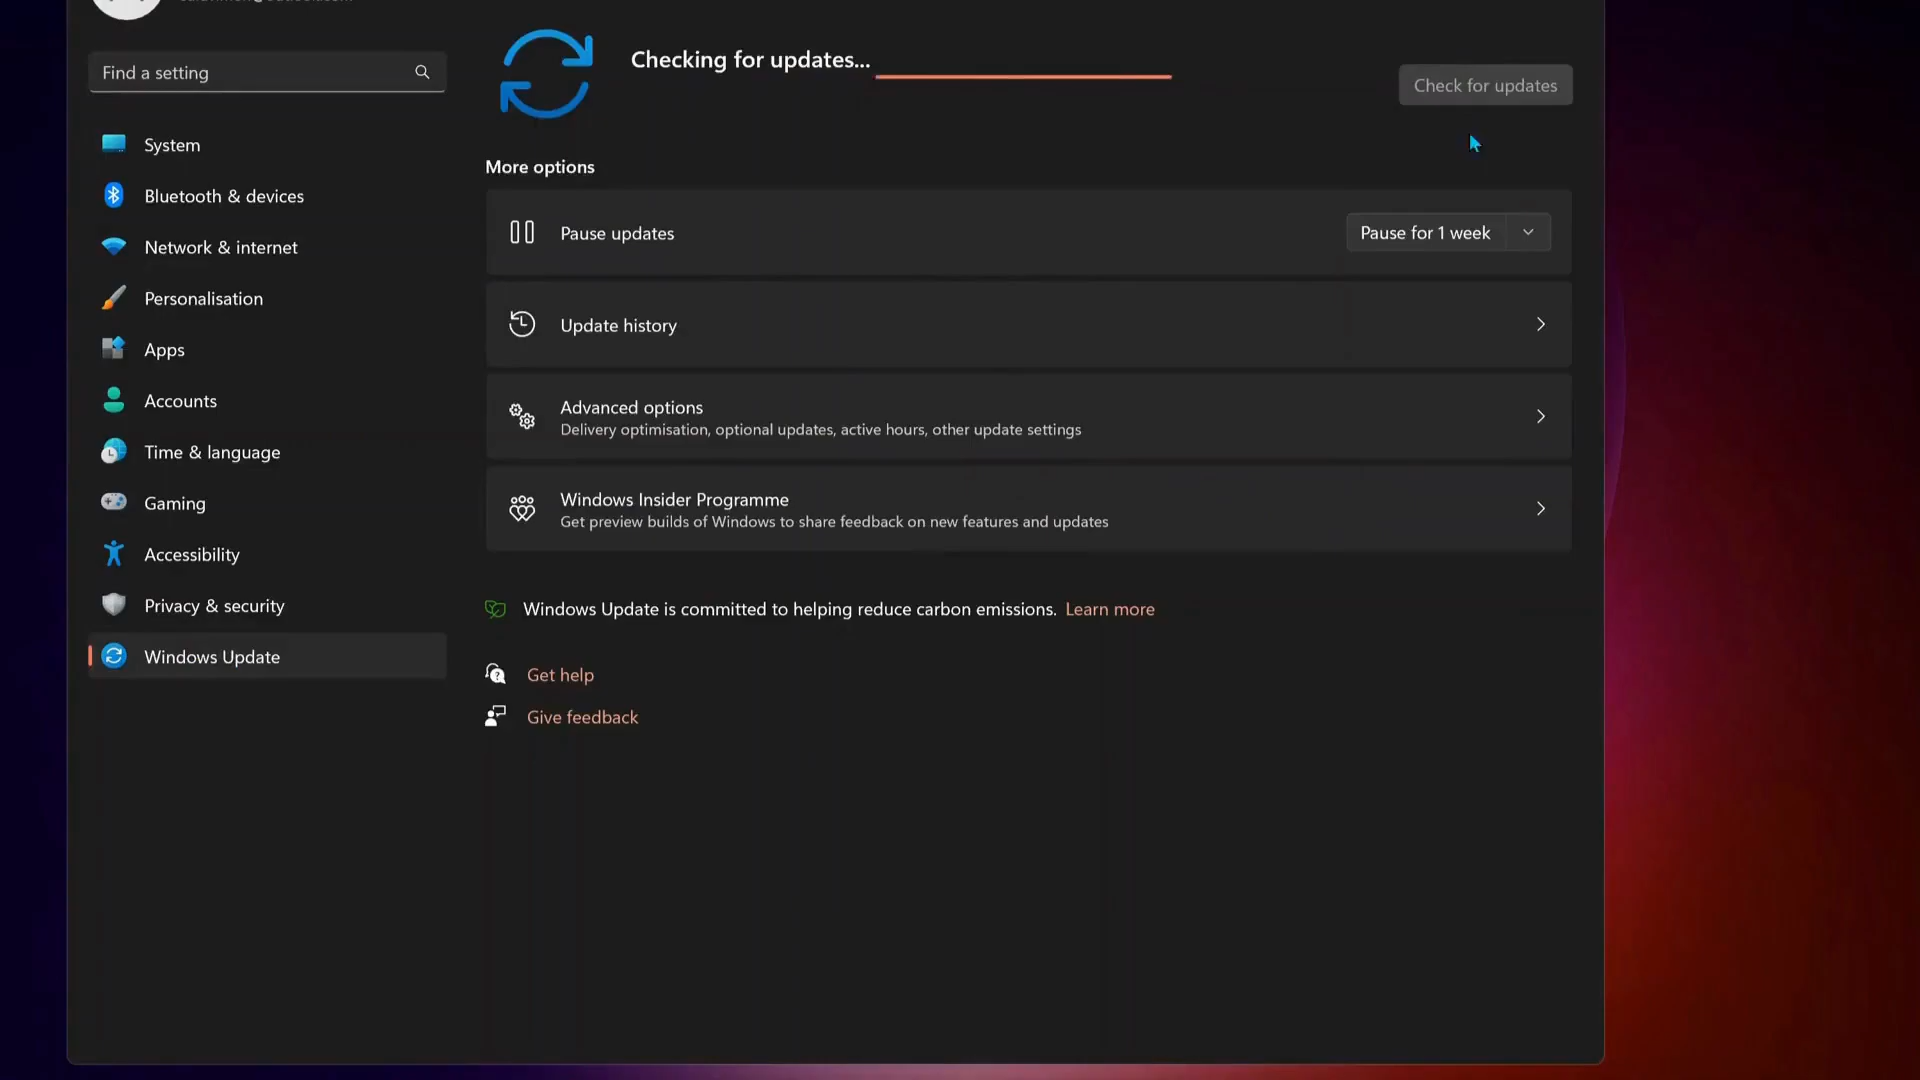 Find a setting
System
Bluetooth & devices
Network & internet
Personalisation
Apps
Accounts
Time & language
Gaming
Accessibility
Privacy & security
Windows Update
Checking for updates...
Check for updates
More options
Pause updates
Pause for 1 week
Update history
Advanced options
Delivery optimisation, optional updates, active hours, other update settings
Windows Insider Programme
Get preview builds of Windows to share feedback on new features and updates
Windows Update is committed to helping reduce carbon emissions. Learn more
Get help
Give feedback